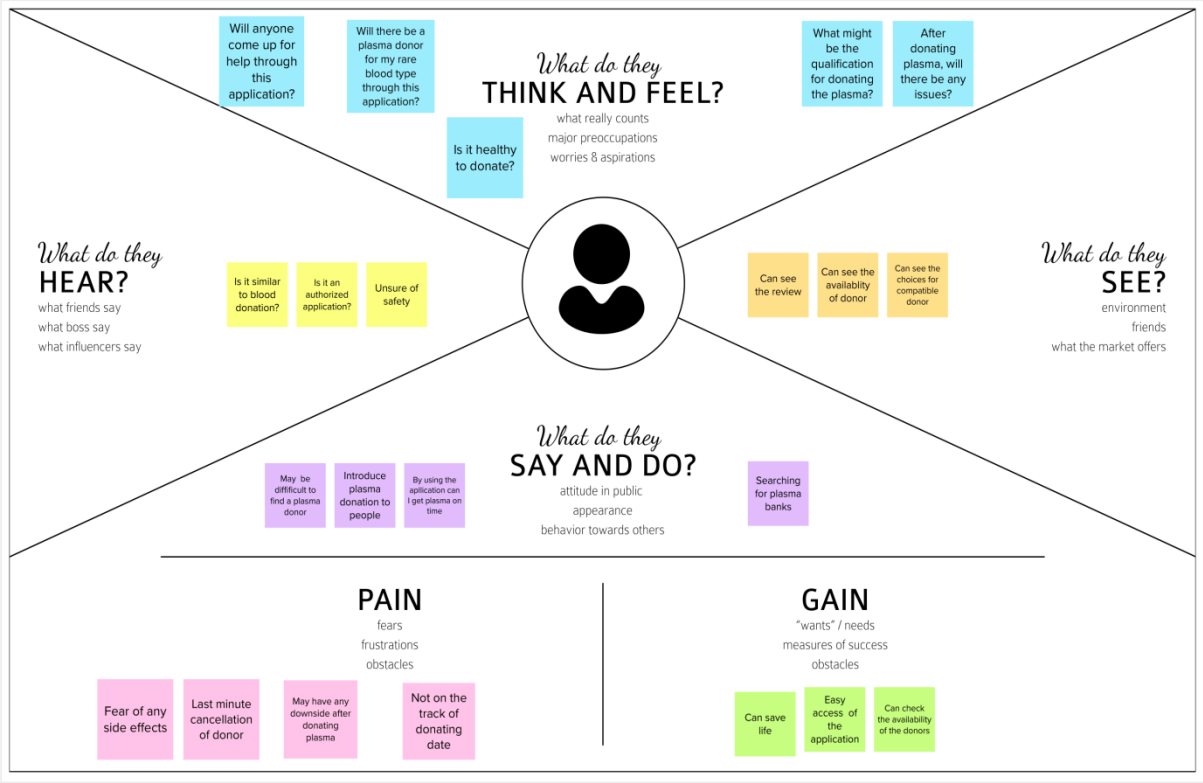 Will anyone
come up for
help through
this
application?
Will there be a
plasma donor
for my rare
blood type
through this
application?
Is it healthy
to donate?
What do they
THINK AND FEEL?
what really counts
major preoccupations
worries & aspirations
What might
be the
qualification
for donating
the plasma?
After
donating
plasma, will
there be any
issues?
What do they
HEAR?
what friends say
what boss say
what influencers say
Is it similar
to blood
donation?
Is it an
authorized
application?
Unsure of
safety
Can see
the review
Can see the
availablity
of donor
Can see the
choices for
compatible
donor
What do they
SEE?
environment
friends
what the market offers
May be
diffificult to
find a plasma
donor
Introduce
plasma
donation to
people
By using the
apllication can
I get plasma on
time
What do they
SAY AND DO?
attitude in public
appearance
behavior towards others
Searching
for plasma
banks
PAIN
fears
frustrations
obstacles
Fear of any
side effects
Last minute
cancellation
of donor
May have any
downside after
donating
plasma
Not on the
track of
donating
date
GAIN
“wants” / needs
measures of success
obstacles
Can save
life
Easy
access of
the
application
Can check
the availability
of the donors